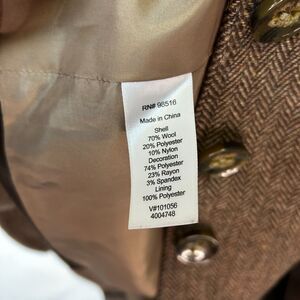 RN# 98516
Made in China
Shell
70% Wool
20% Polyester
10% Nylon
Decoration
74% Polyester
23% Rayon
3% Spandex
Lining
100% Polyester
V#101056
4004748